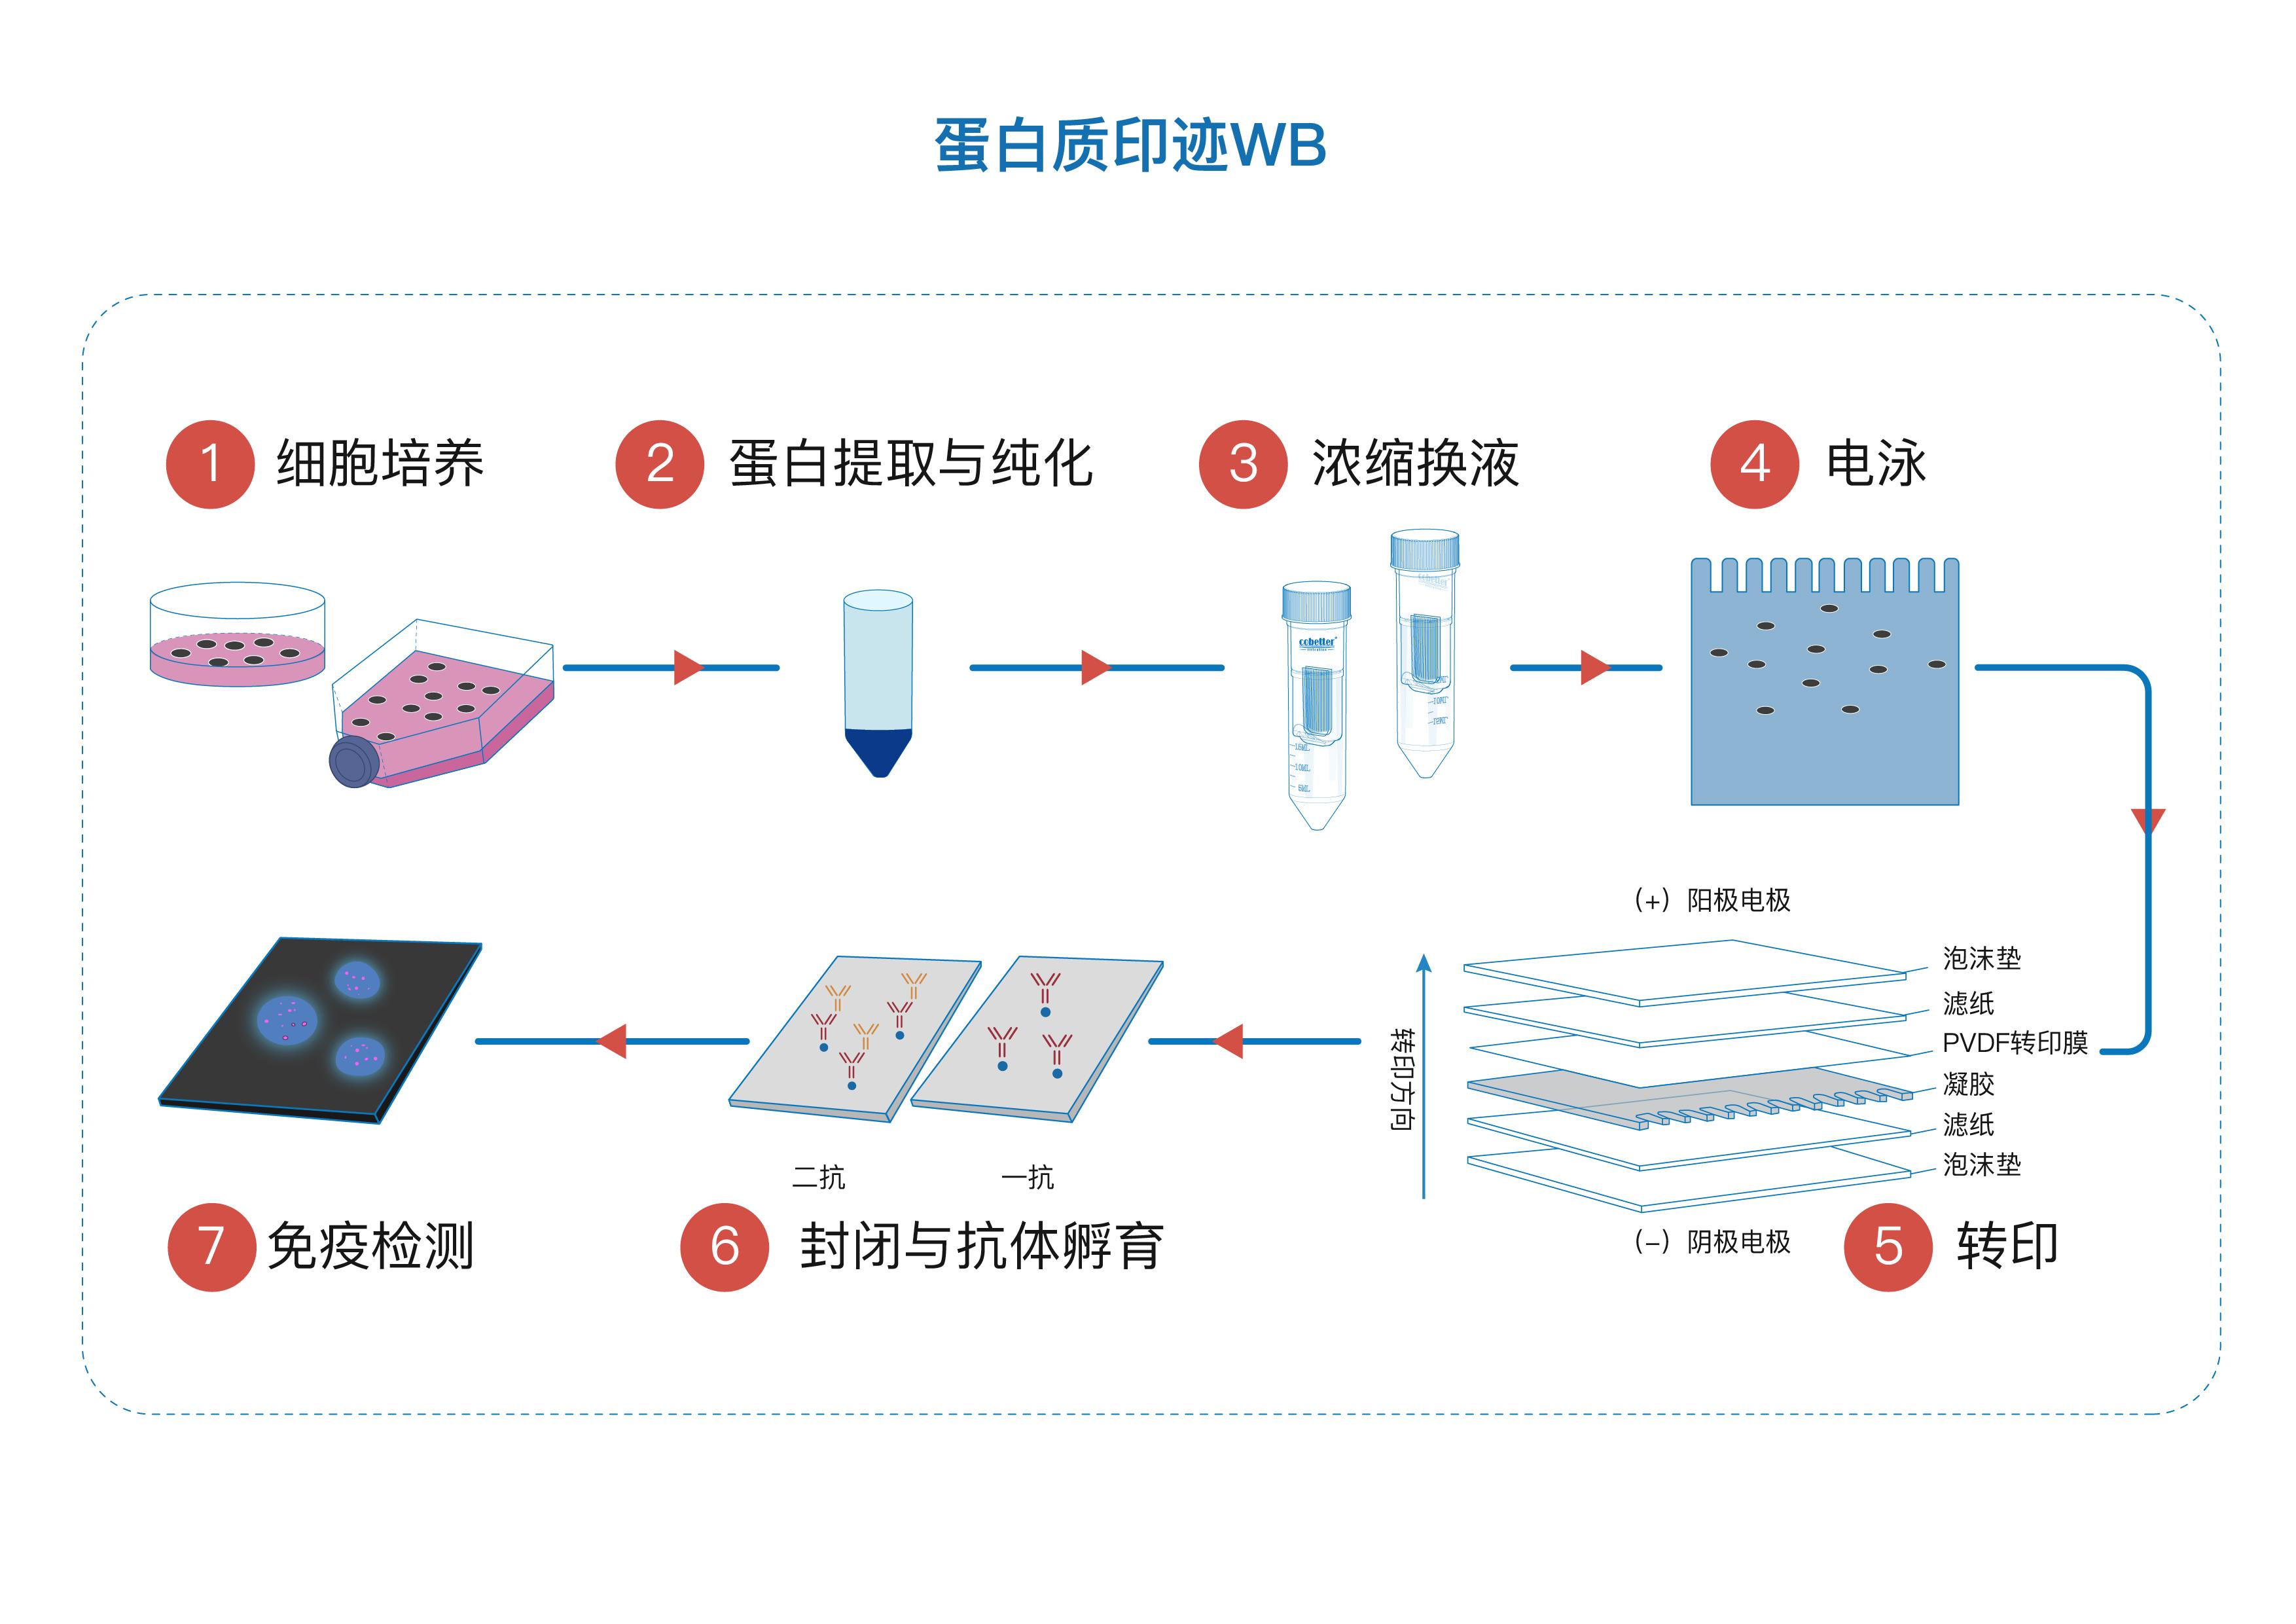 蛋白质印迹WB
1 细胞培养
2 蛋白提取与纯化
3 浓缩换液
4 电泳
cobetter
15ML
10ML
5ML
(+) 阳极电极
泡沫垫
滤纸
PVDF转印膜
凝胶
滤纸
泡沫垫
转印方向
(−) 阴极电极
5 转印
二抗
一抗
6 封闭与抗体孵育
7 免疫检测